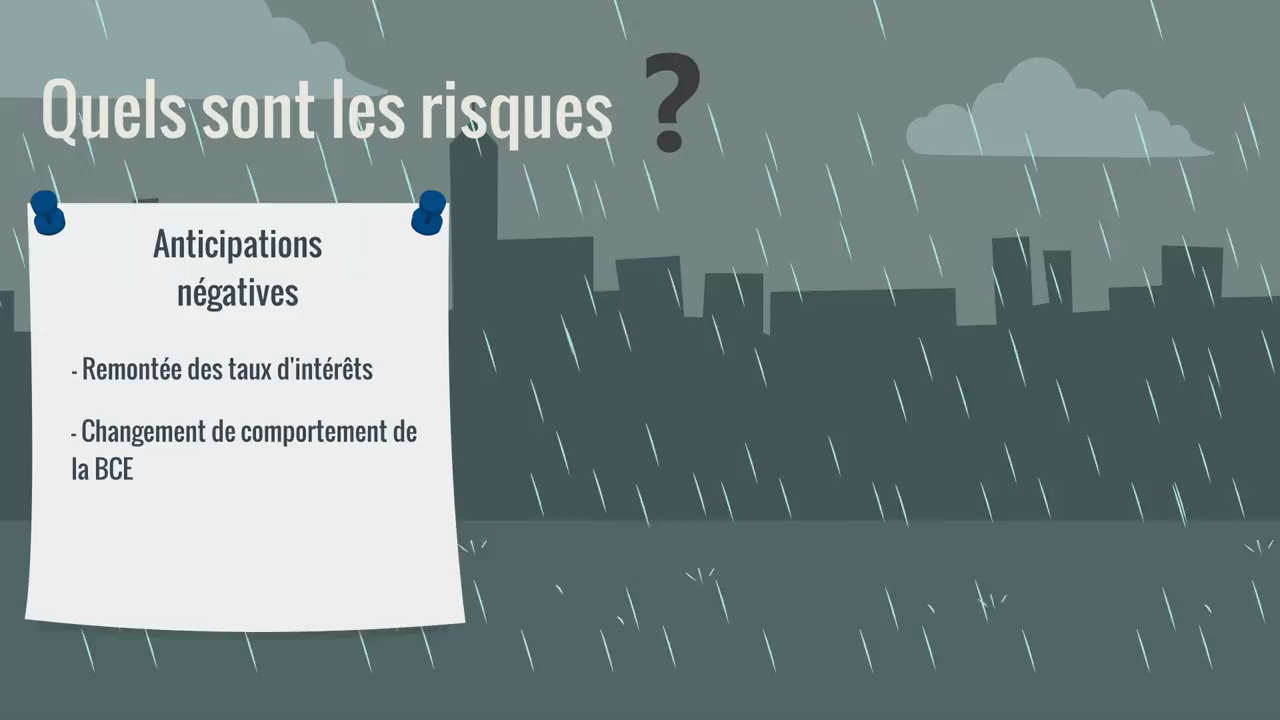 Quels sont les risques ?
Anticipations
négatives
- Remontée des taux d'intérêts
- Changement de comportement de
la BCE